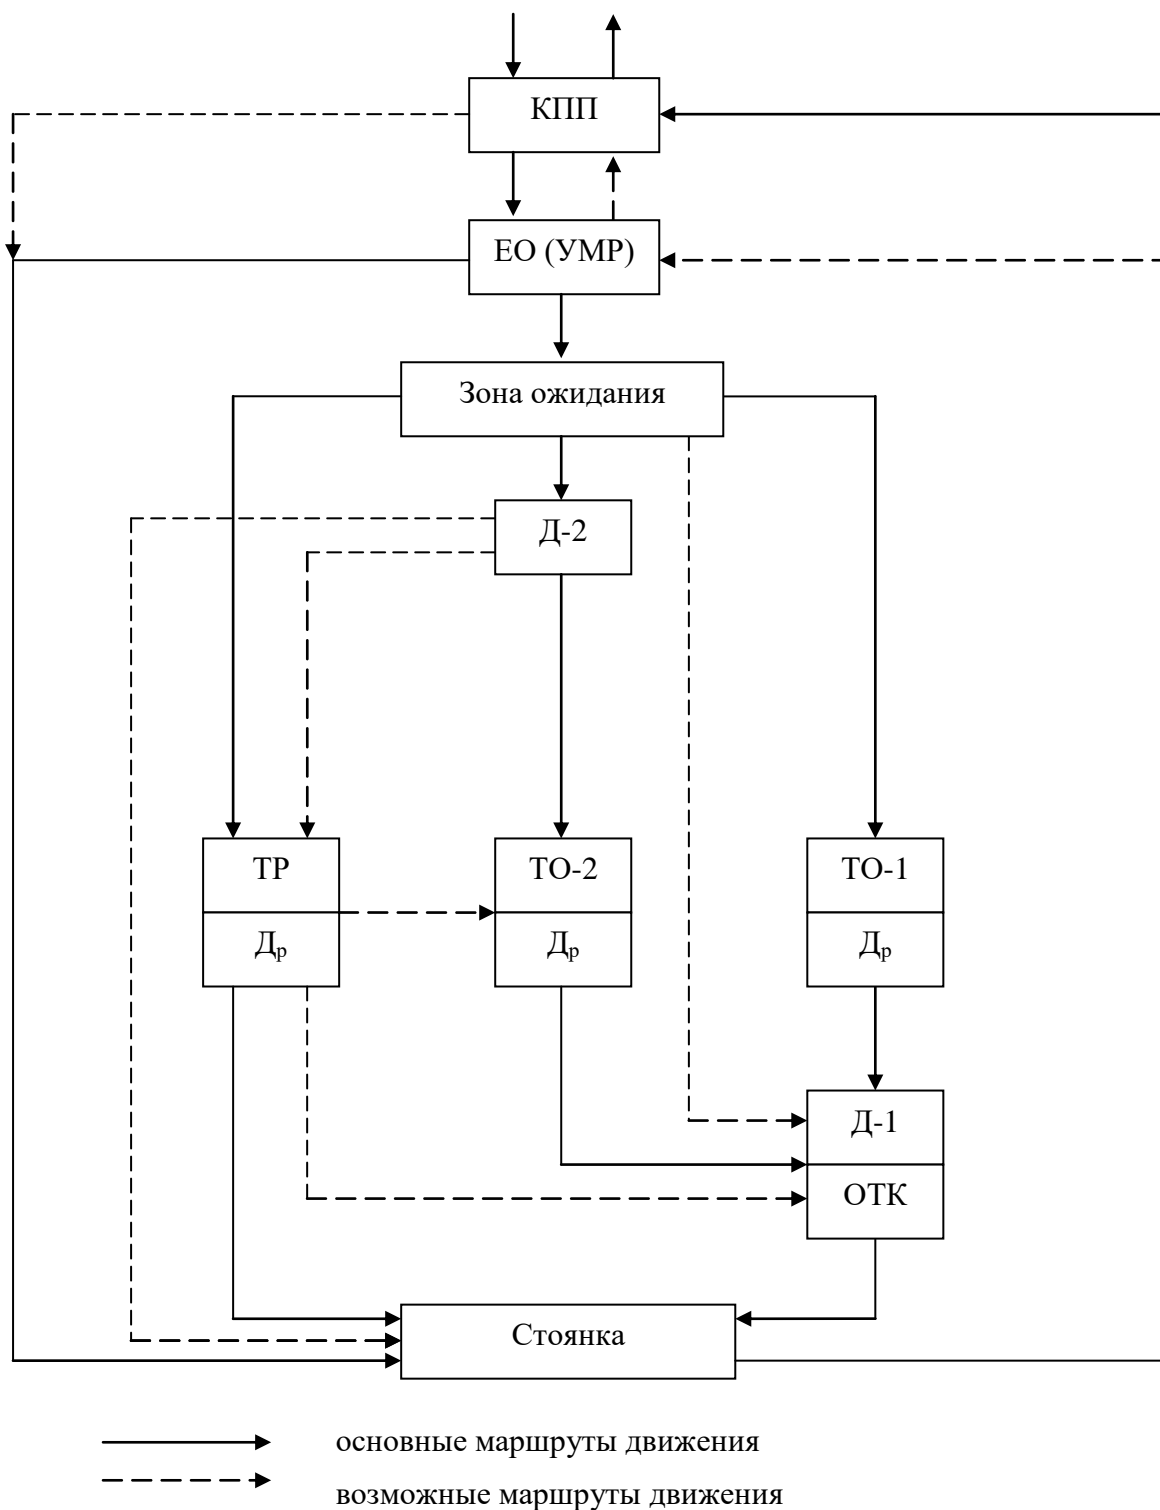 КПП
ЕО (УМР)
Зона ожидания
Д-2
ТР
ТО-2
ТО-1
Др
Др
Др
Д-1
ОТК
Стоянка
основные маршруты движения
возможные маршруты движения